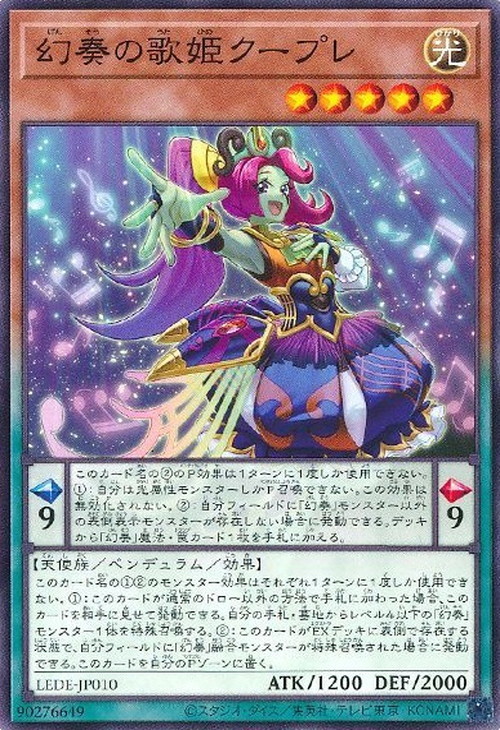 幻奏の歌姫クープレ
光
9
9
このカード名の②のP効果は1ターンに1度しか使用できない。
①:自分は光属性モンスターしかP召喚できない。この効果は
無効化されない。②:自分フィールドに「幻奏」モンスター以外
の表側表示モンスターが存在しない場合に発動できる。デッキ
から「幻奏」魔法・罠カード1枚を手札に加える。
【天使族/ペンデュラム/効果】
このカード名の①②のモンスター効果はそれぞれ1ターンに1度しか使用で
きない。①:このカードが通常のドロー以外の方法で手札に加わった場合、この
カードを相手に見せて発動できる。自分の手札・墓地からレベル4以下の「幻奏」
モンスター1体を特殊召喚する。②:このカードがEXデッキに表側で存在する
状態で、自分フィールドに「幻奏」融合モンスターが特殊召喚された場合に発動で
きる。このカードを自分のPゾーンに置く。
LEDE-JP010
ATK/1200 DEF/2000
90276649
©スタジオ・ダイス/集英社・テレビ東京・KONAMI